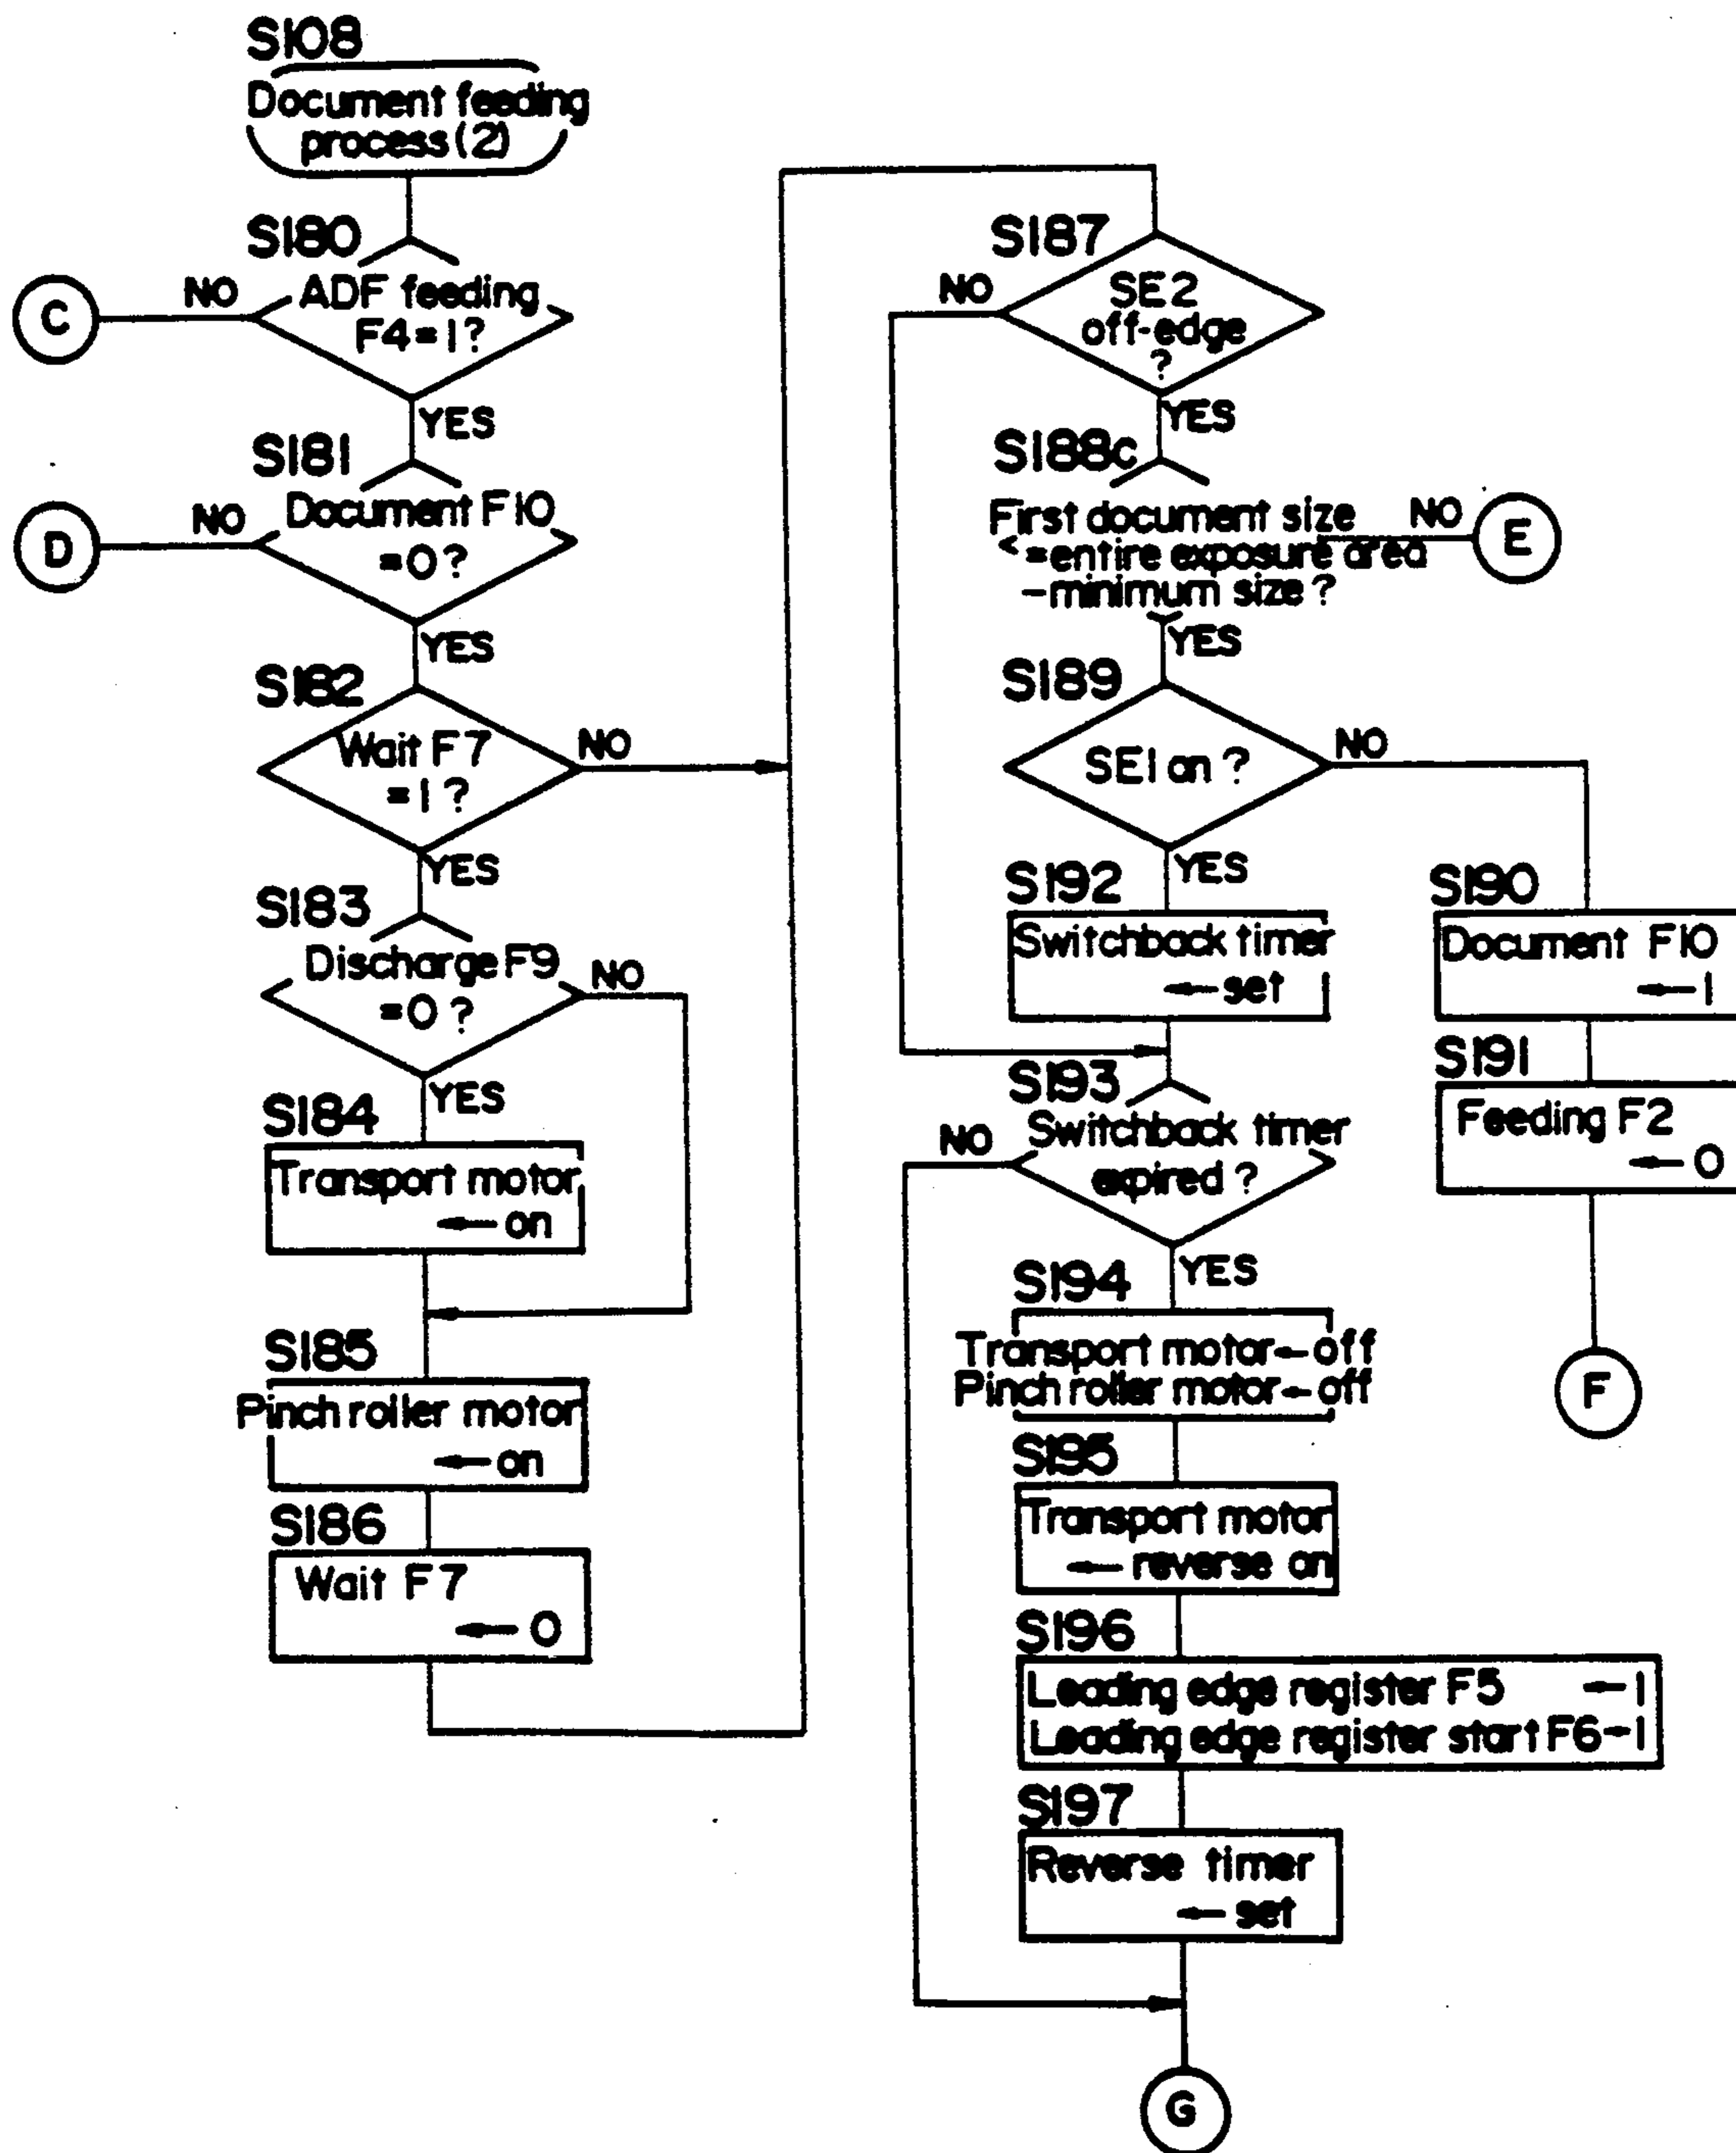 S108
Document feeding
process(2)
S180
ADF feeding
F4=1?
NO
C
YES
S181
Document F10
=0?
NO
D
YES
S182
Wait F7
=1?
NO
YES
S183
Discharge F9
=0?
NO
YES
S184
Transport motor
←on
S185
Pinch roller motor
←on
S186
Wait F7
←0
S187
SE2
off-edge
?
NO
YES
S188c
First document size
<=entire exposure area
-minimum size?
NO
E
YES
S189
SE1 on?
NO
YES
S192
Switchback timer
←set
S190
Document F10
←1
S191
Feeding F2
←0
F
S193
Switchback timer
expired?
NO
YES
S194
Transport motor←off
Pinch roller motor←off
S195
Transport motor
←reverse on
S196
Leading edge register F5 ←1
Leading edge register start F6←1
S197
Reverse timer
←set
G